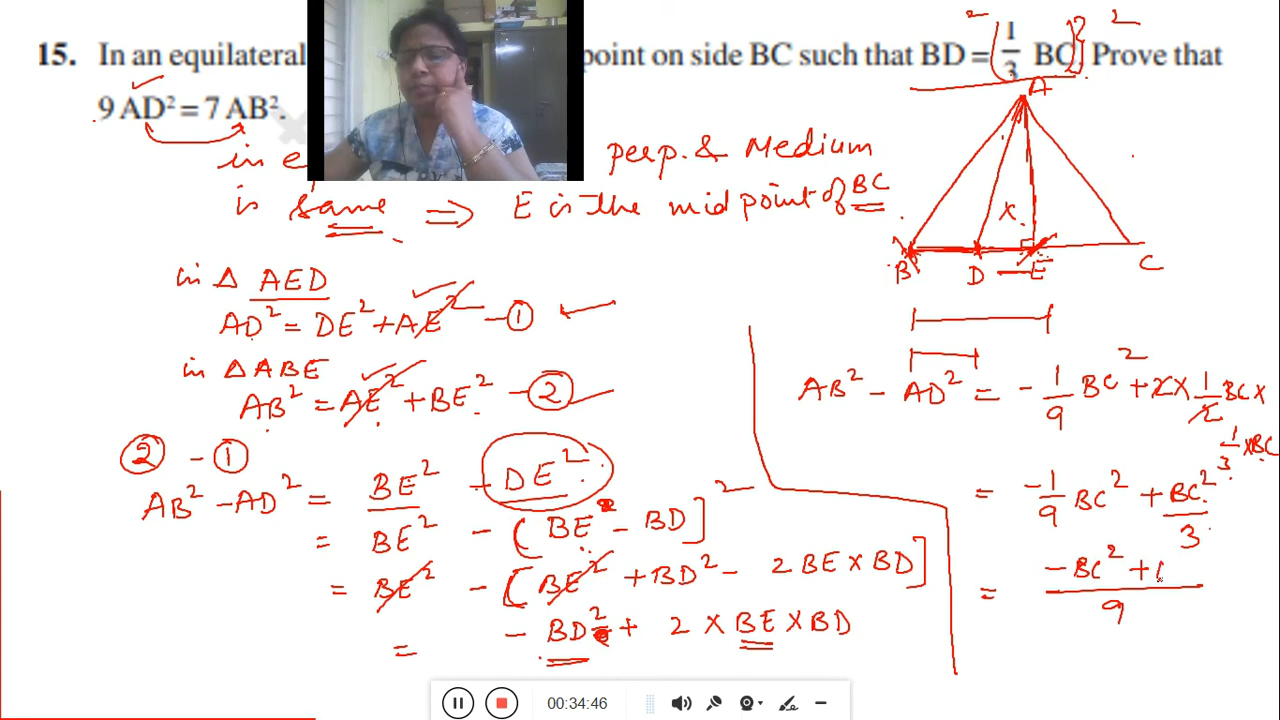 15. In an equilateral point on side BC such that BD = (1/3 BC)². Prove that
9 AD² = 7 AB².
perp. & Medium
is same ⇒ E is the mid point of BC
A
B D E C
in Δ AED
AD² = DE² + AE² - ①
in Δ ABE
AB² = AE² + BE² - ②
② - ①
AB² - AD² = BE² - DE²
= BE² - (BE - BD]²
= BE² - (BE² + BD² - 2 BE × BD]
= - BD² + 2 × BE × BD
AB² - AD² = - 1/9 BC² + 2 × 1/2 BC × 1/3 × BC
= -1/9 BC² + BC²/3
= - BC² + / 9
00:34:46